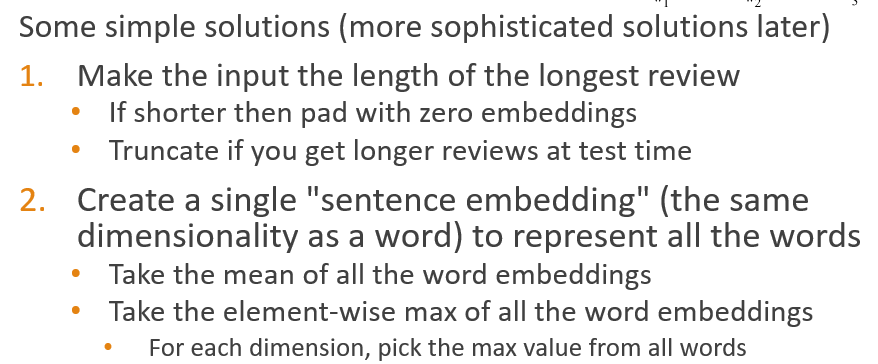 Some simple solutions (more sophisticated solutions later)
1. Make the input the length of the longest review
• If shorter then pad with zero embeddings
• Truncate if you get longer reviews at test time
2. Create a single "sentence embedding" (the same
dimensionality as a word) to represent all the words
• Take the mean of all the word embeddings
• Take the element-wise max of all the word embeddings
• For each dimension, pick the max value from all words